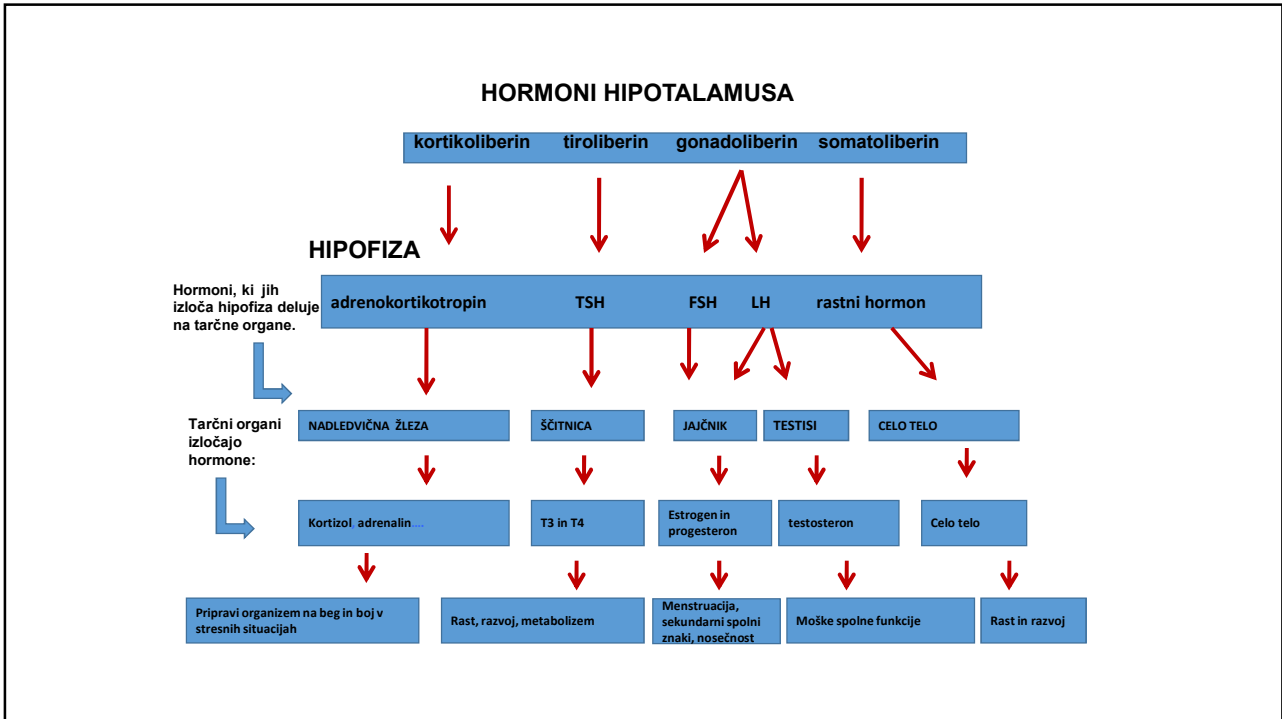 HORMONI HIPOTALAMUSA
kortikoliberin tiroliberin gonadoliberin somatoliberin
HIPOFIZA
Hormoni, ki jih
izloča hipofiza deluje
na tarčne organe.
adrenokortikotropin TSH FSH LH rastni hormon
Tarčni organi
izločajo
hormone:
NADLEDVIČNA ŽLEZA ŠČITNICA JAJČNIK TESTISI CELO TELO
Kortizol, adrenalin.... T3 in T4 Estrogen in
progesteron testosteron Celo telo
Pripravi organizem na beg in boj v
stresnih situacijah
Rast, razvoj, metabolizem
Menstruacija,
sekundarni spolni
znaki, nosečnost
Moške spolne funkcije
Rast in razvoj